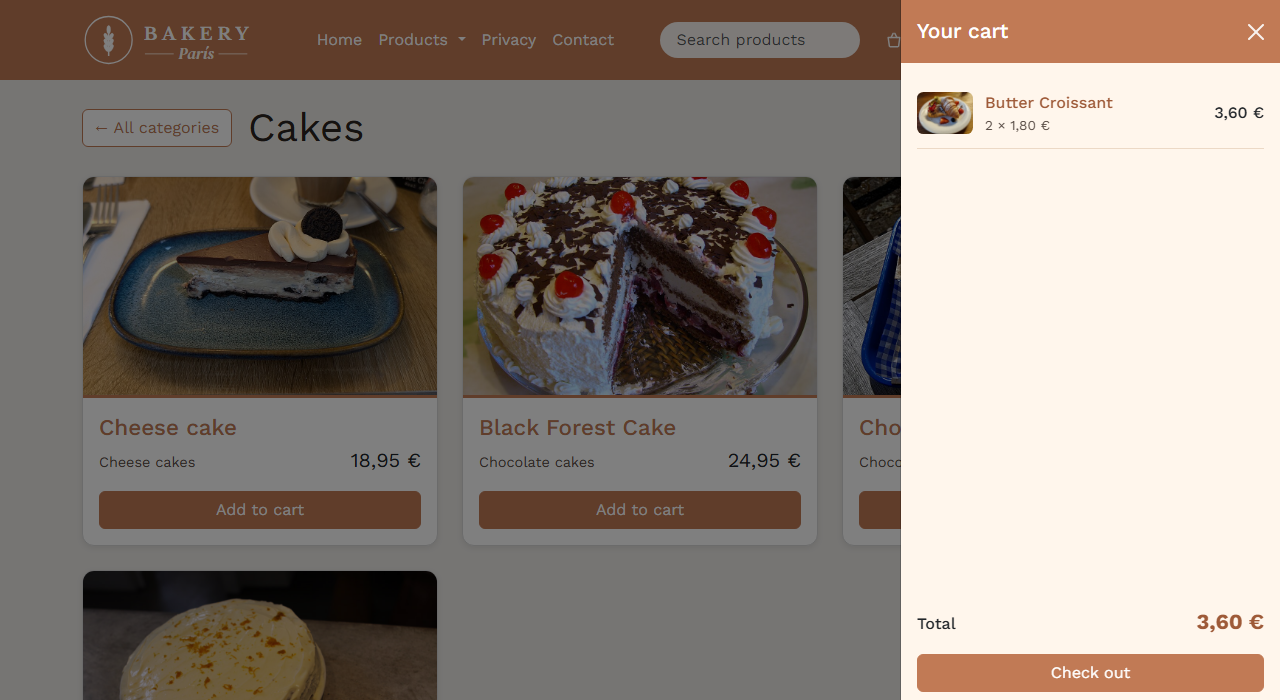 BAKERY
París
Home Products Privacy Contact
Search products
Your cart
← All categories
Cakes
Butter Croissant
2 × 1,80 €
3,60 €
Cheese cake
Cheese cakes
18,95 €
Add to cart
Black Forest Cake
Chocolate cakes
24,95 €
Add to cart
Total
3,60 €
Check out